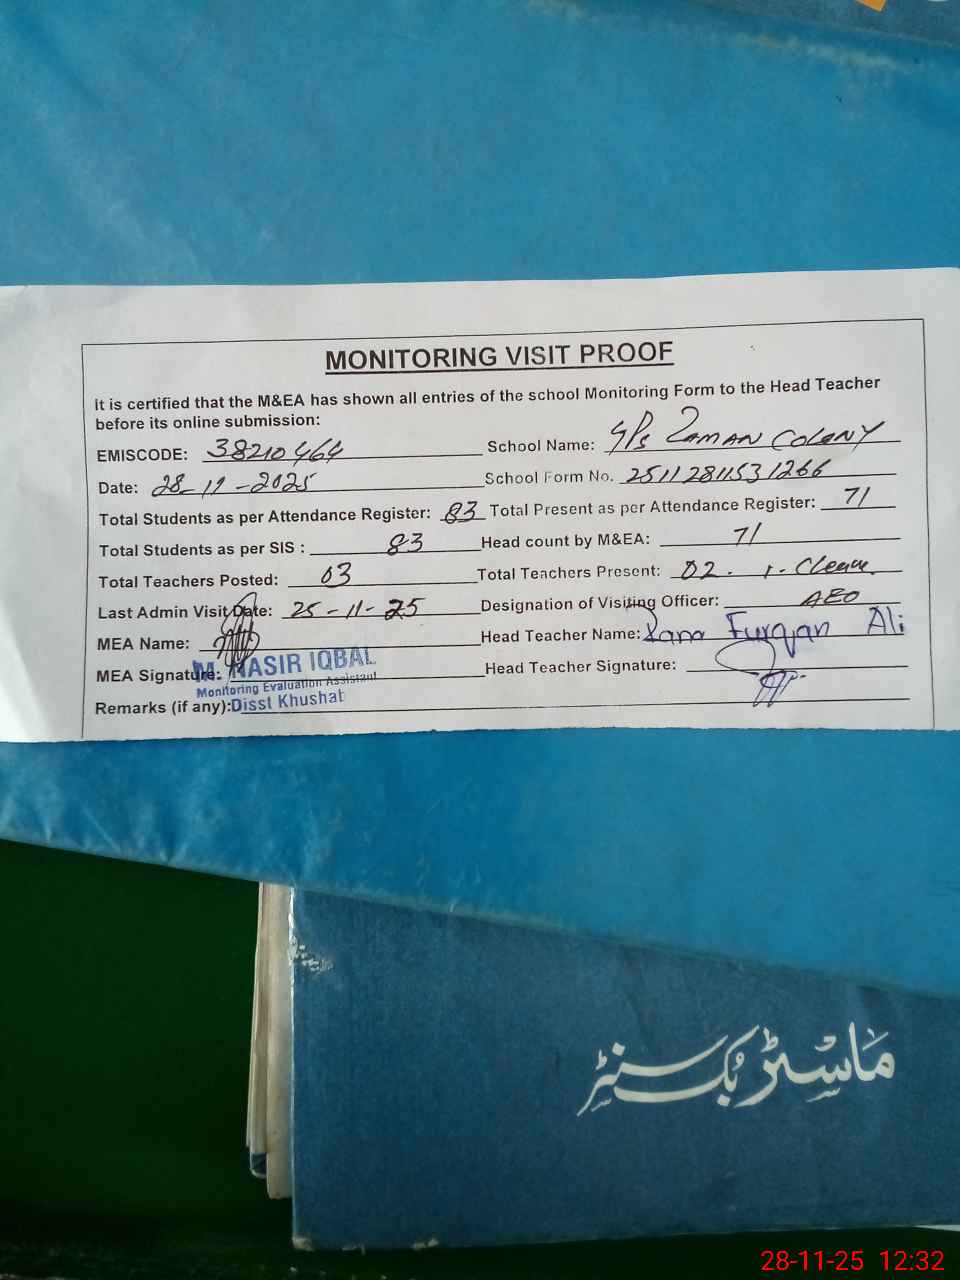 MONITORING VISIT PROOF
It is certified that the M&EA has shown all entries of the school Monitoring Form to the Head Teacher
before its online submission:
EMISCODE: 38210464 School Name: GPS Zaman Colony
Date: 28-11-2025 School Form No. 25112811531266
Total Students as per Attendance Register: 83 Total Present as per Attendance Register: 71
Total Students as per SIS : 83 Head count by M&EA: 71
Total Teachers Posted: 03 Total Teachers Present: 02.
Last Admin Visit Date: 25-11-25 Designation of Visiting Officer: AEO
MEA Name: Head Teacher Name: Rana Furqan Ali
MEA Signature: Head Teacher Signature:
M. NASIR IQBAL
Monitoring Evaluation Assistant
Disst Khushab
Remarks (if any):
ماسٹر بک سنٹر
28-11-25 12:32